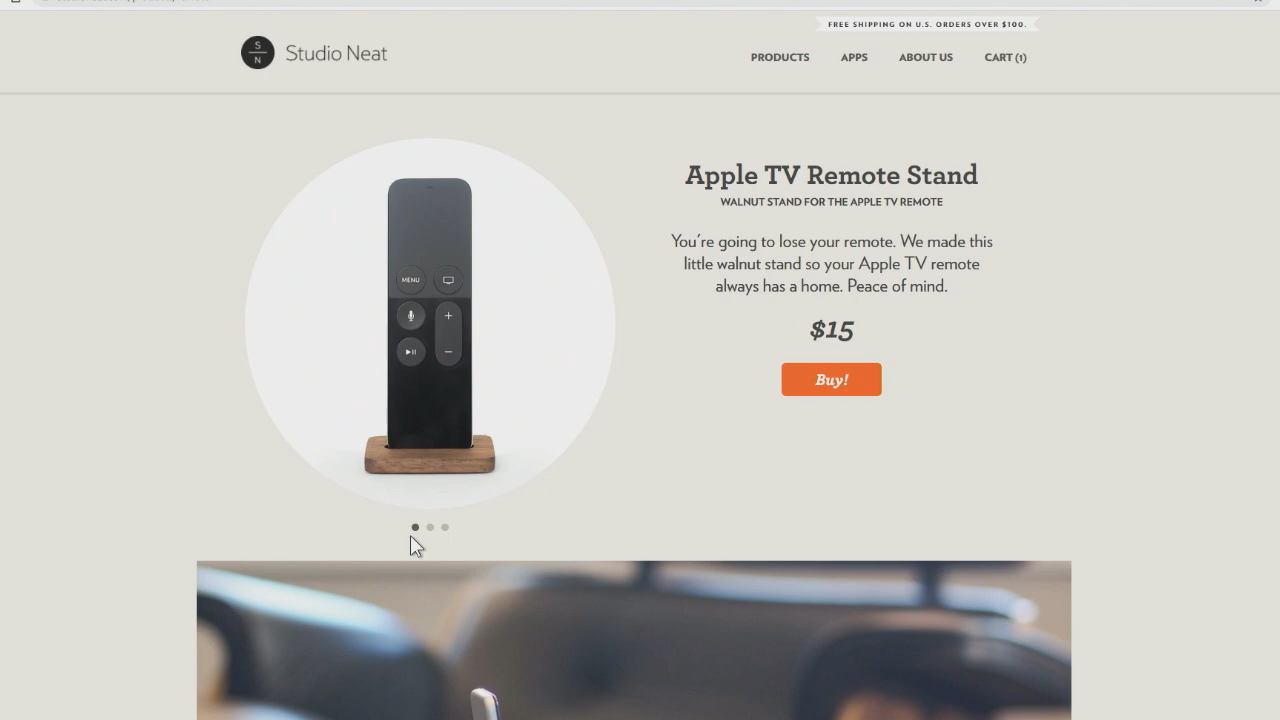 FREE SHIPPING ON U.S. ORDERS OVER $100.
S
N
Studio Neat
PRODUCTS APPS ABOUT US CART (1)
Apple TV Remote Stand
WALNUT STAND FOR THE APPLE TV REMOTE
You're going to lose your remote. We made this
little walnut stand so your Apple TV remote
always has a home. Peace of mind.
$15
Buy!
MENU